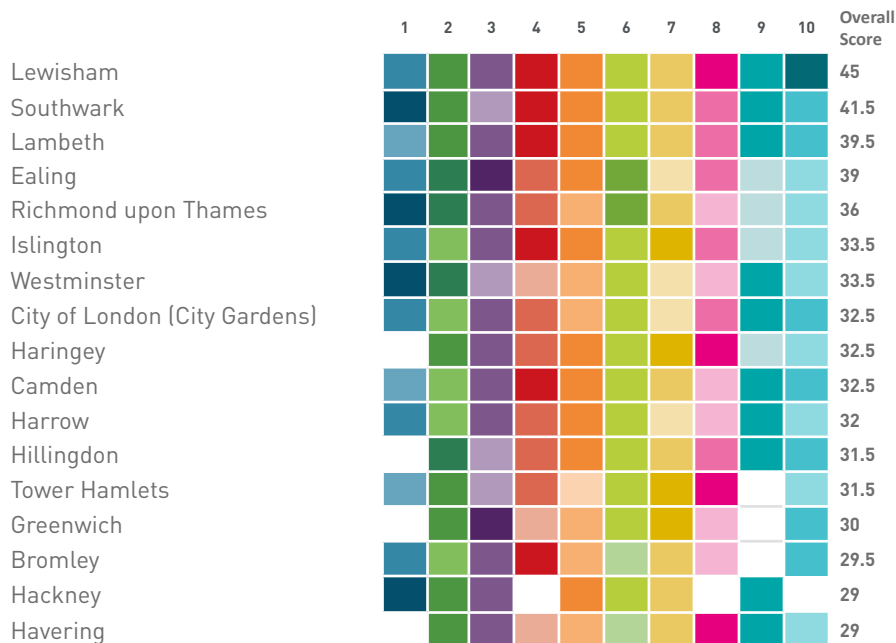 1 2 3 4 5 6 7 8 9 10 Overall Score
Lewisham 45
Southwark 41.5
Lambeth 39.5
Ealing 39
Richmond upon Thames 36
Islington 33.5
Westminster 33.5
City of London (City Gardens) 32.5
Haringey 32.5
Camden 32.5
Harrow 32
Hillingdon 31.5
Tower Hamlets 31.5
Greenwich 30
Bromley 29.5
Hackney 29
Havering 29